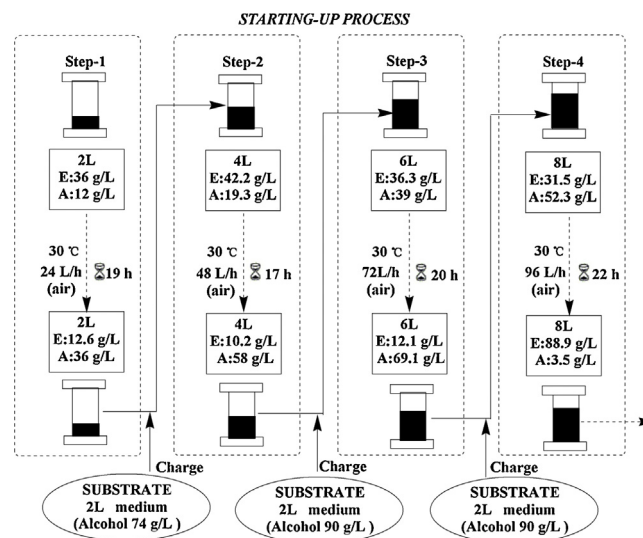 STARTING-UP PROCESS
Step-1
2L
E:36 g/L
A:12 g/L
30 ℃
24 L/h
19 h
(air)
2L
E:12.6 g/L
A:36 g/L
Step-2
4L
E:42.2 g/L
A:19.3 g/L
30 ℃
48 L/h
17 h
(air)
4L
E:10.2 g/L
A:58 g/L
Step-3
6L
E:36.3 g/L
A:39 g/L
30 ℃
72L/h
20 h
(air)
6L
E:12.1 g/L
A:69.1 g/L
Step-4
8L
E:31.5 g/L
A:52.3 g/L
30 ℃
96 L/h
22 h
(air)
8L
E:88.9 g/L
A:3.5 g/L
Charge
SUBSTRATE
2L medium
(Alcohol 74 g/L )
Charge
SUBSTRATE
2L medium
(Alcohol 90 g/L )
Charge
SUBSTRATE
2L medium
(Alcohol 90 g/L )